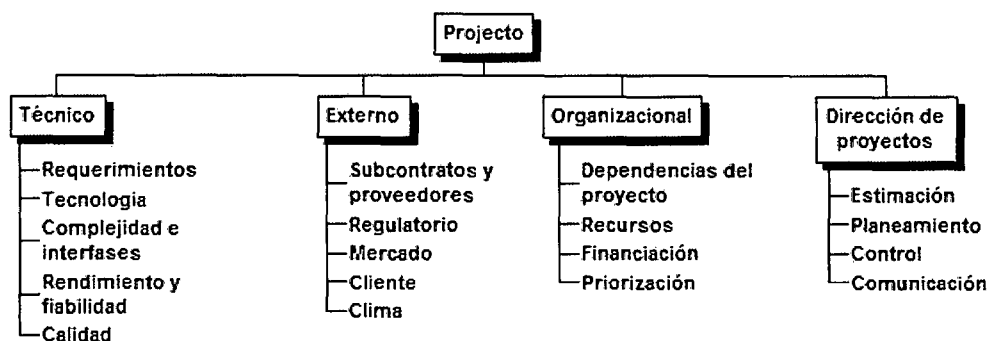 Projecto
Técnico
Requerimientos
Tecnologia
Complejidad e
interfases
Rendimiento y
fiabilidad
Calidad
Externo
Subcontratos y
proveedores
Regulatorio
Mercado
Cliente
Clima
Organizacional
Dependencias del
proyecto
Recursos
Financiación
Priorización
Dirección de
proyectos
Estimación
Planeamiento
Control
Comunicación